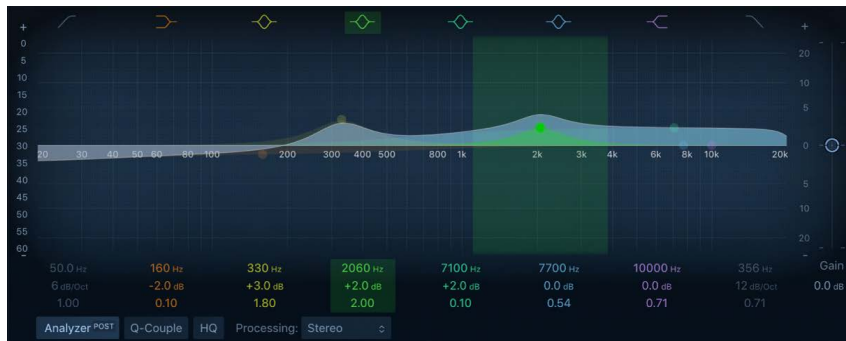 + +
0
5 20
10
15 10
20 5
25
30 20 30 40 50 60 80 100 200 300 400 500 800 1k 2k 3k 4k 6k 8k 10k 20k 0
35
40 5
45
50 10
55
60 20
- -
50.0 Hz 160 Hz 330 Hz 2060 Hz 7100 Hz 7700 Hz 10000 Hz 356 Hz Gain
6 dB/Oct -2.0 dB +3.0 dB +2.0 dB +2.0 dB 0.0 dB 0.0 dB 12 dB/Oct 0.0 dB
1.00 0.10 1.80 2.00 0.10 0.54 0.71 0.71
Analyzer POST Q-Couple HQ Processing: Stereo